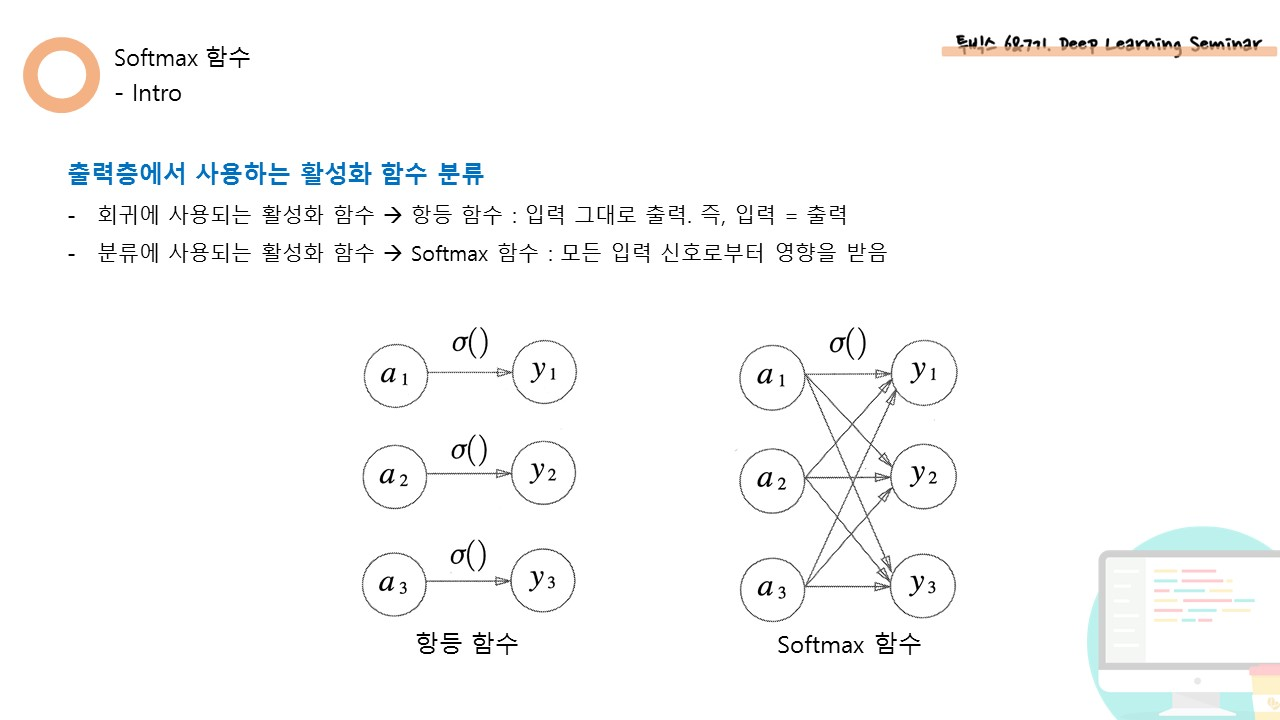 Softmax 함수
- Intro
투빅스 6&7기. Deep Learning Seminar
출력층에서 사용하는 활성화 함수 분류
- 회귀에 사용되는 활성화 함수 → 항등 함수 : 입력 그대로 출력. 즉, 입력 = 출력
- 분류에 사용되는 활성화 함수 → Softmax 함수 : 모든 입력 신호로부터 영향을 받음
a1 σ() y1
a2 σ() y2
a3 σ() y3
항등 함수
a1 σ() y1
a2 y2
a3 y3
Softmax 함수